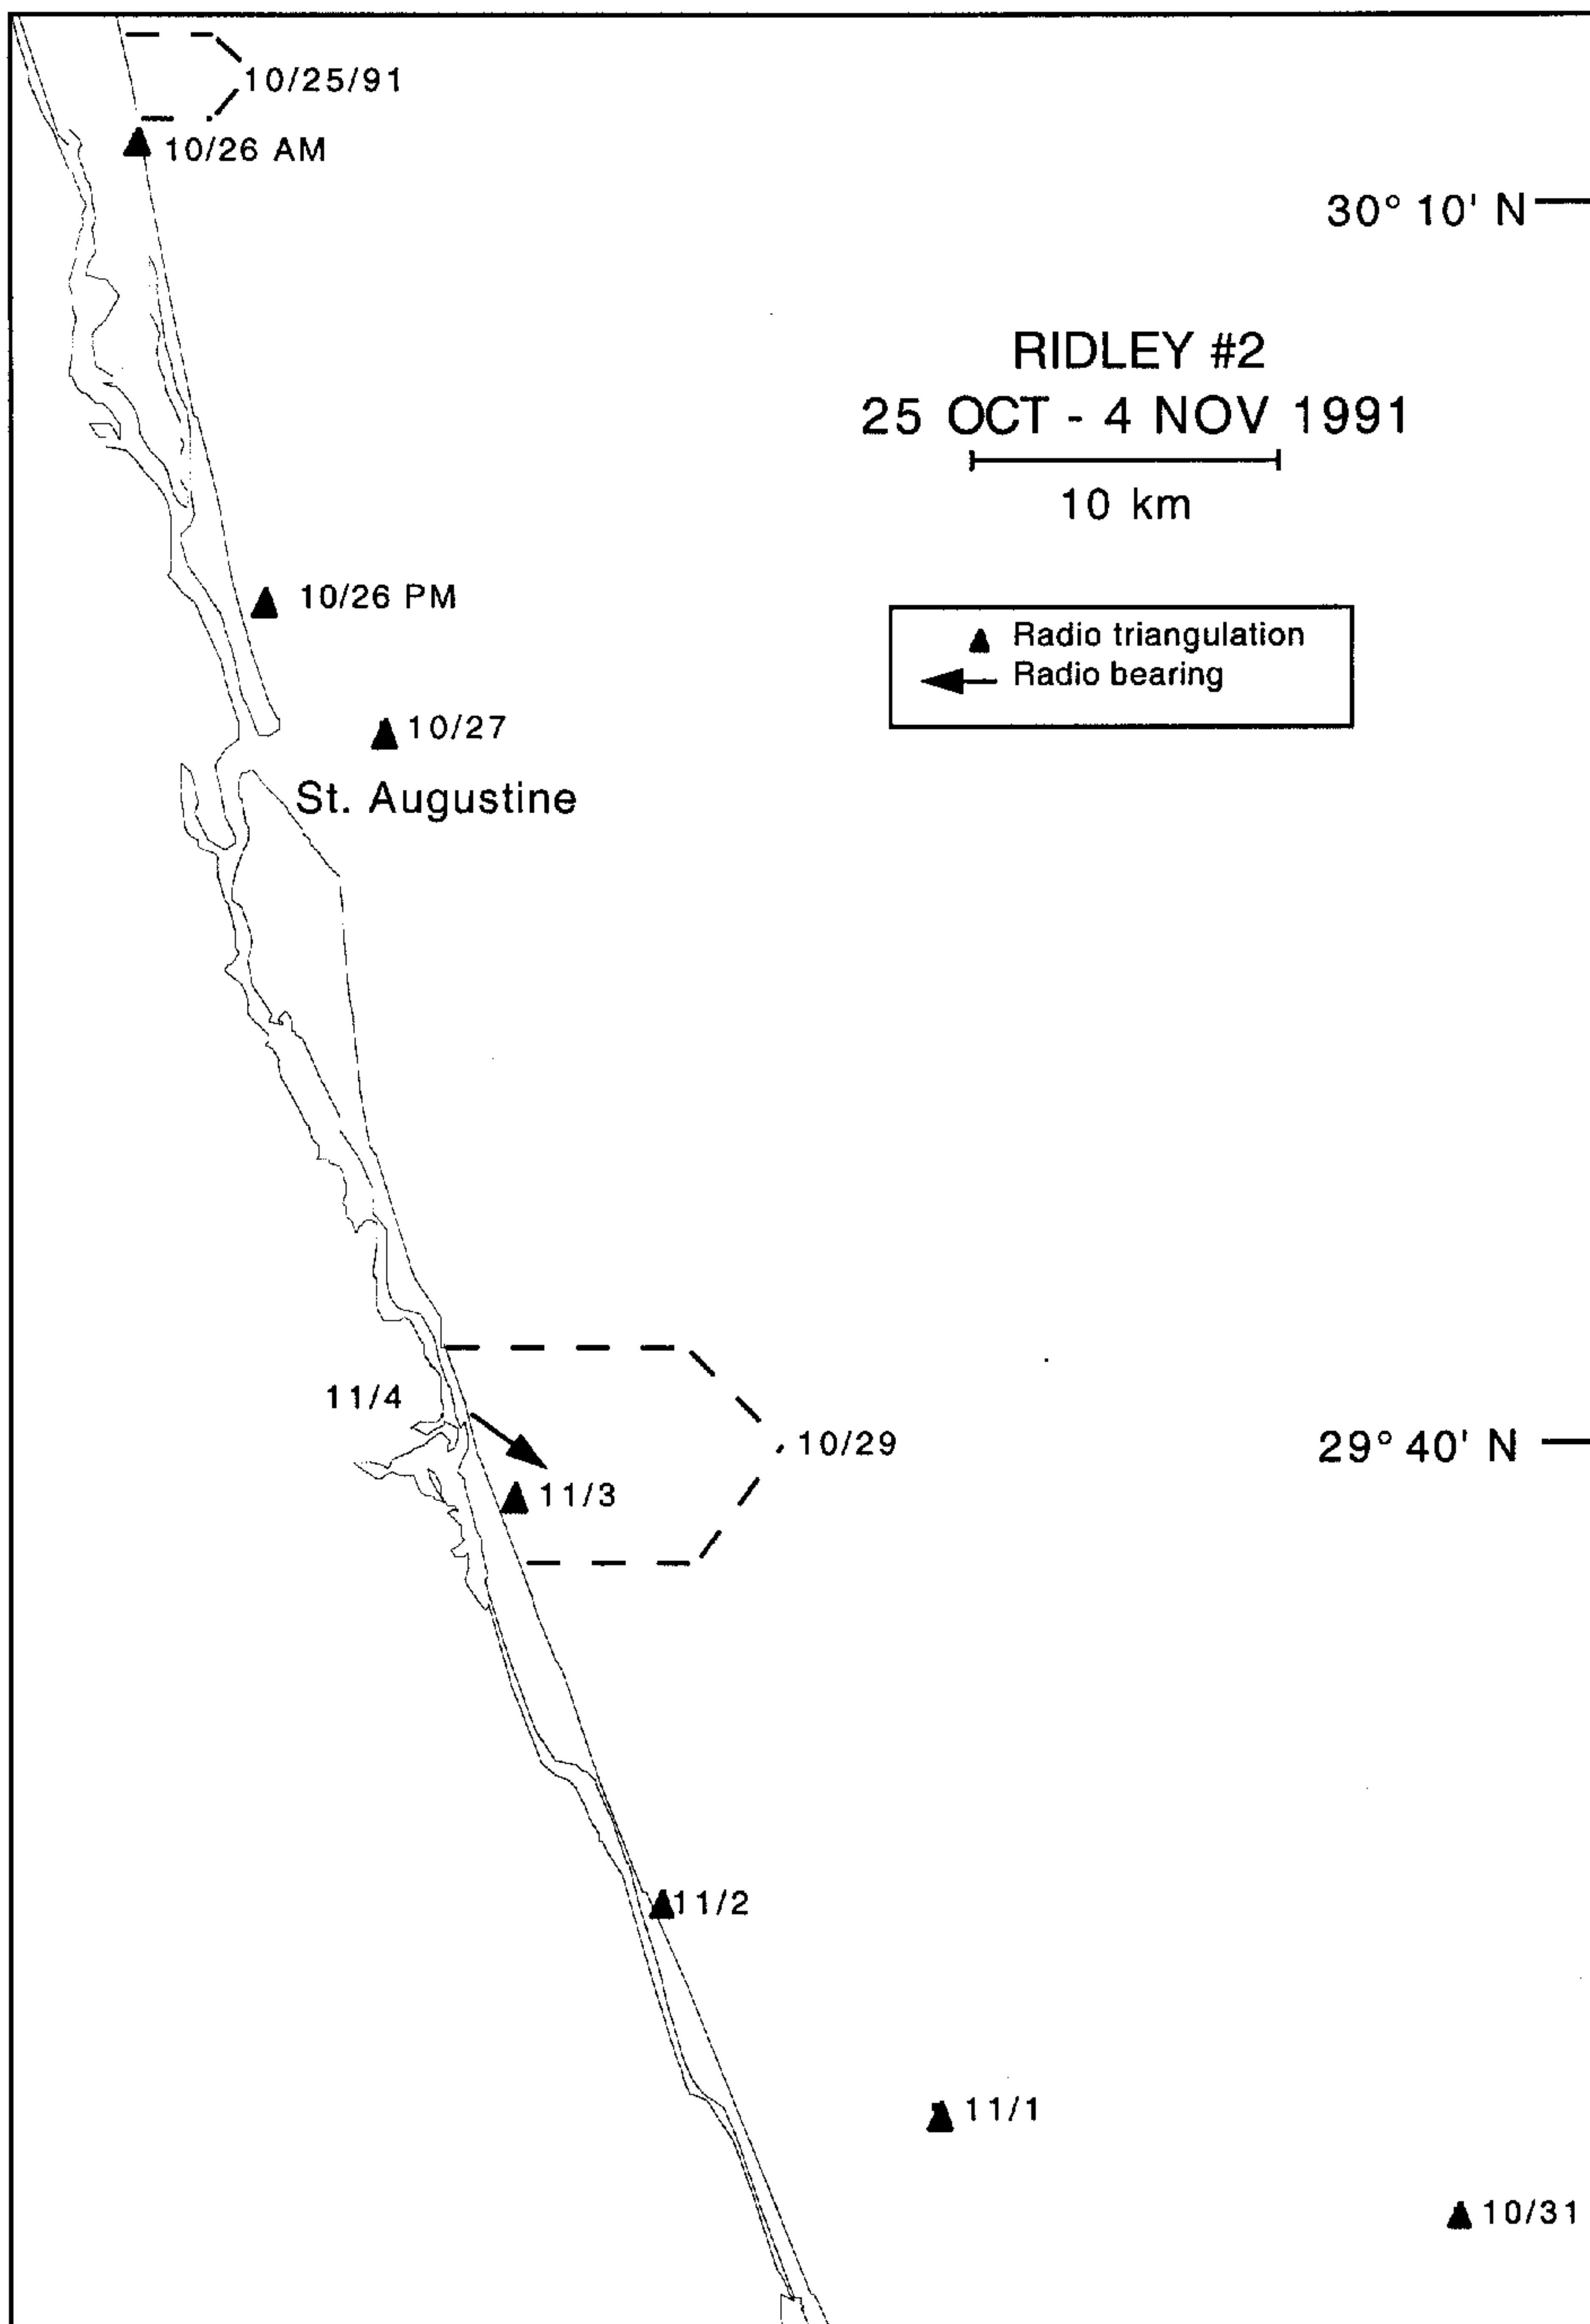 10/25/91
10/26 AM
30° 10' N
RIDLEY #2
25 OCT - 4 NOV 1991
10 km
10/26 PM
Radio triangulation
Radio bearing
10/27
St. Augustine
11/4
10/29
29° 40' N
11/3
11/2
11/1
10/31